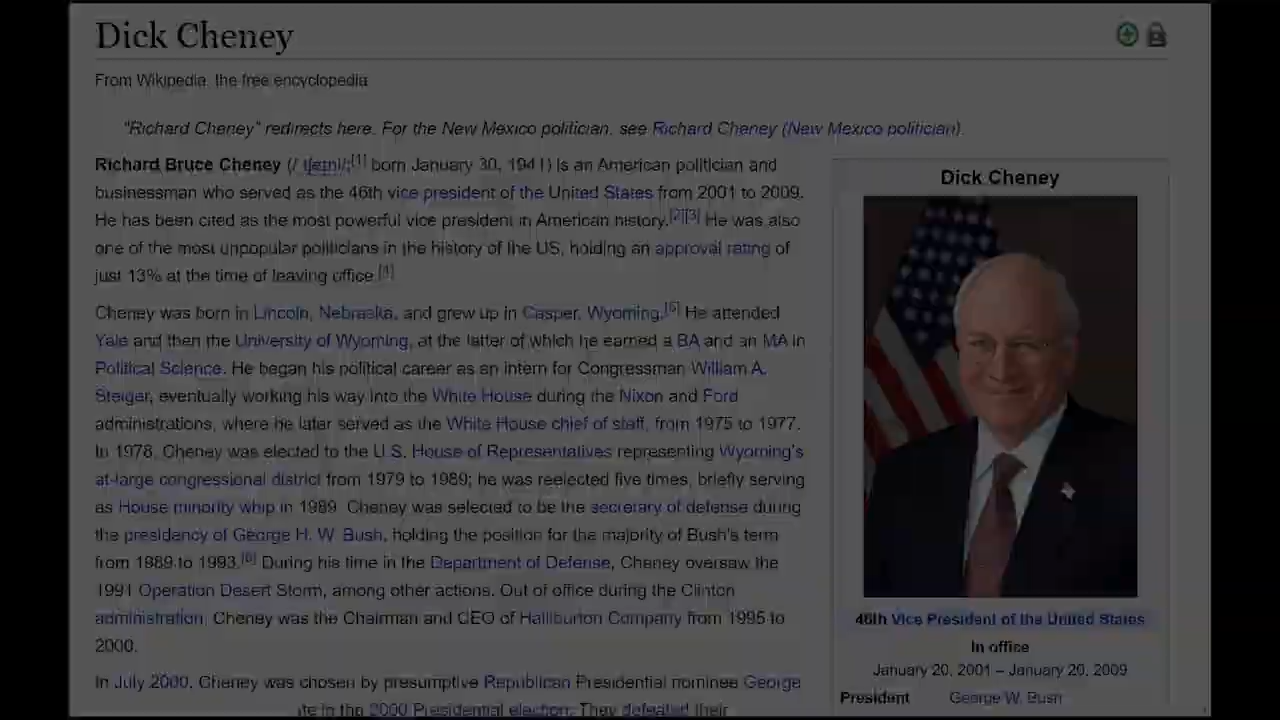 Dick Cheney
From Wikipedia, the free encyclopedia
"Richard Cheney" redirects here. For the New Mexico politician, see Richard Cheney (New Mexico politician).
Richard Bruce Cheney (/ˈtʃeɪni/;[1] born January 30, 1941) is an American politician and
businessman who served as the 46th vice president of the United States from 2001 to 2009.
He has been cited as the most powerful vice president in American history.[2][3] He was also
one of the most unpopular politicians in the history of the US, holding an approval rating of
just 13% at the time of leaving office.[4]
Cheney was born in Lincoln, Nebraska, and grew up in Casper, Wyoming.[5] He attended
Yale and then the University of Wyoming, at the latter of which he earned a BA and an MA in
Political Science. He began his political career as an intern for Congressman William A.
Steiger, eventually working his way into the White House during the Nixon and Ford
administrations, where he later served as the White House chief of staff, from 1975 to 1977.
In 1978, Cheney was elected to the U.S. House of Representatives representing Wyoming's
at-large congressional district from 1979 to 1989; he was reelected five times, briefly serving
as House minority whip in 1989. Cheney was selected to be the secretary of defense during
the presidency of George H. W. Bush, holding the position for the majority of Bush's term
from 1989 to 1993.[6] During his time in the Department of Defense, Cheney oversaw the
1991 Operation Desert Storm, among other actions. Out of office during the Clinton
administration, Cheney was the Chairman and CEO of Halliburton Company from 1995 to
2000.
In July 2000, Cheney was chosen by presumptive Republican Presidential nominee George
in the 2000 Presidential election. They defeated their
Dick Cheney
46th Vice President of the United States
In office
January 20, 2001 – January 20, 2009
President George W. Bush